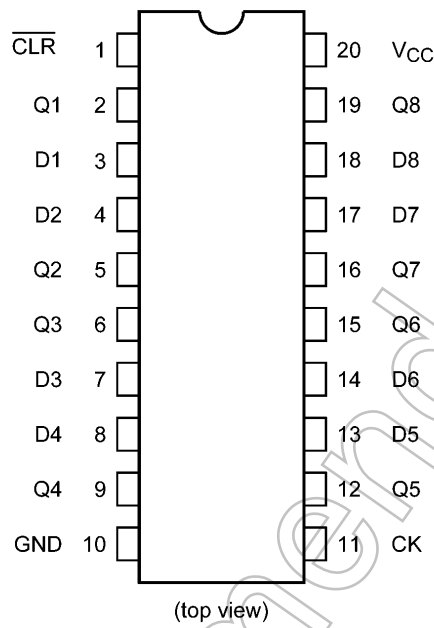 CLR 1 20 VCC
Q1 2 19 Q8
D1 3 18 D8
D2 4 17 D7
Q2 5 16 Q7
Q3 6 15 Q6
D3 7 14 D6
D4 8 13 D5
Q4 9 12 Q5
GND 10 11 CK
(top view)